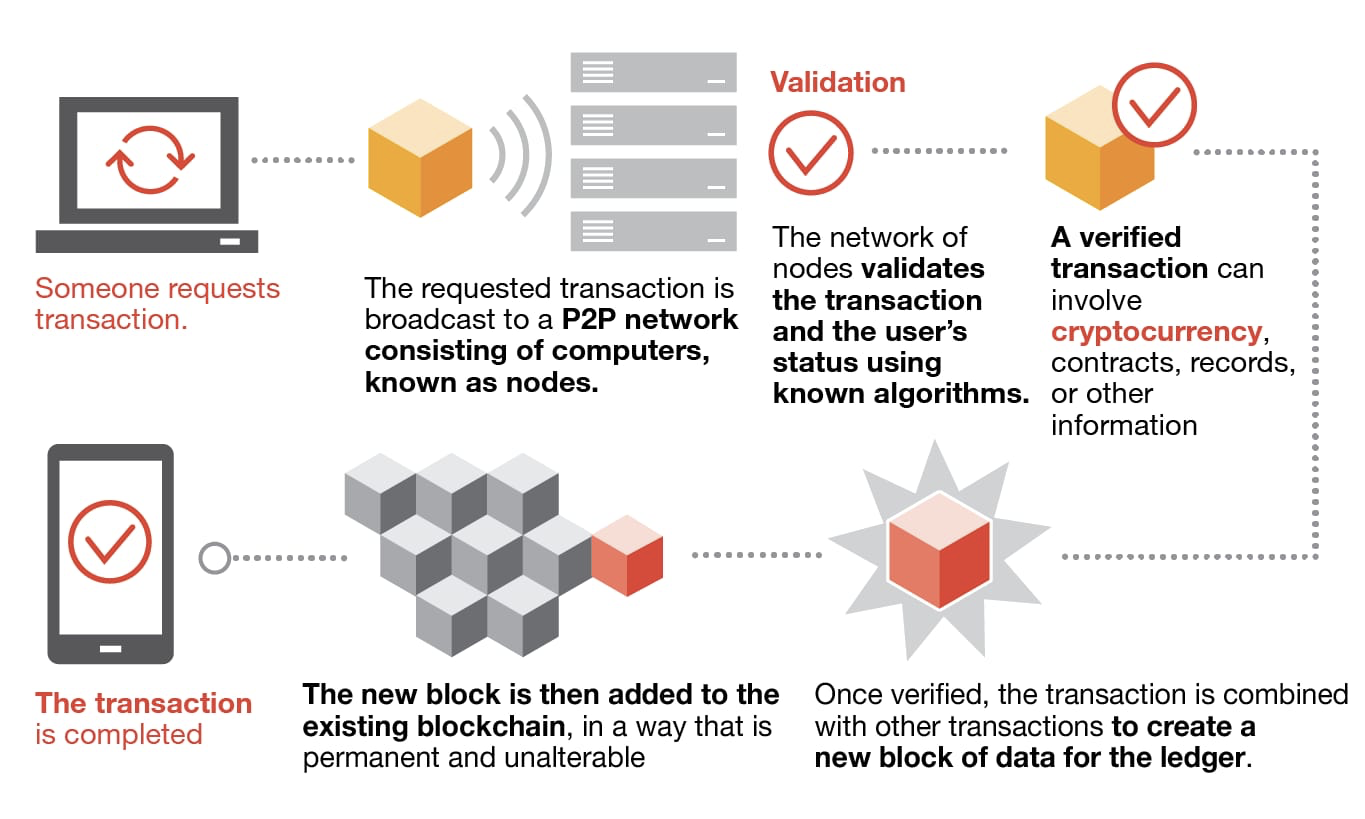 Someone requests
transaction.
The requested transaction is
broadcast to a P2P network
consisting of computers,
known as nodes.
Validation
The network of
nodes validates
the transaction
and the user’s
status using
known algorithms.
A verified
transaction can
involve
cryptocurrency,
contracts, records,
or other
information
Once verified, the transaction is combined
with other transactions to create a
new block of data for the ledger.
The new block is then added to the
existing blockchain, in a way that is
permanent and unalterable
The transaction
is completed